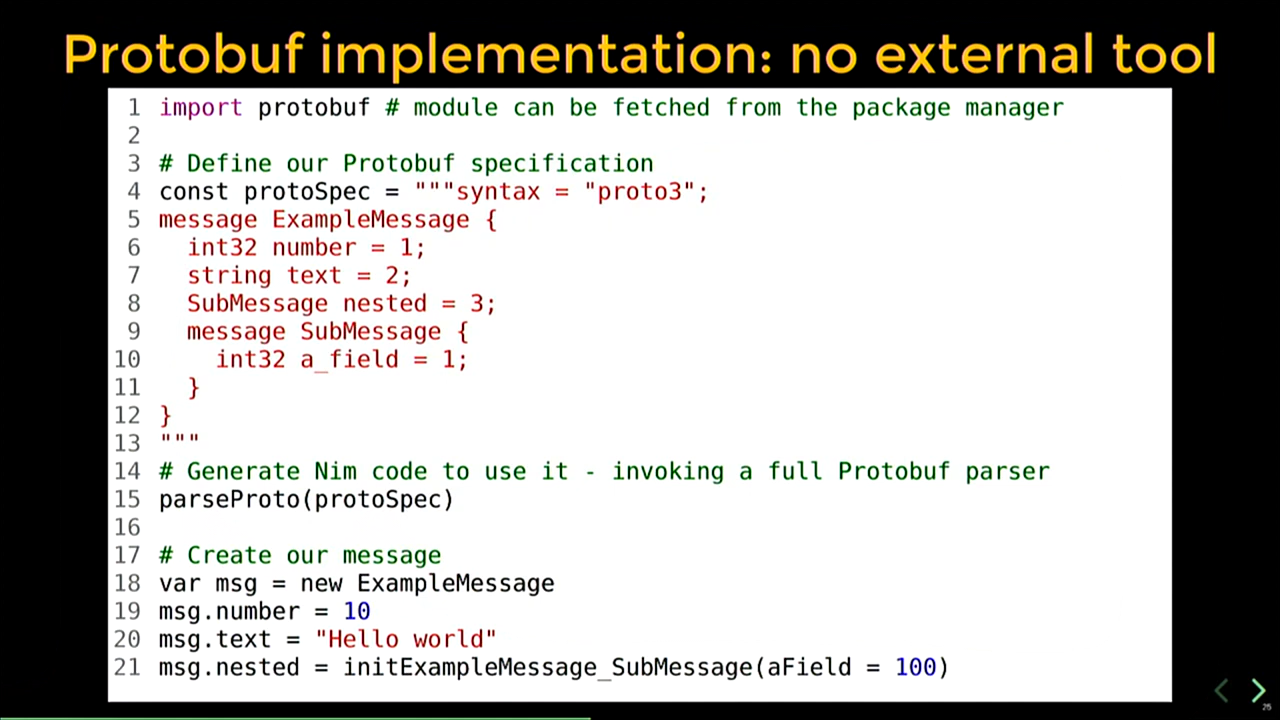 Protobuf implementation: no external tool
1 import protobuf # module can be fetched from the package manager
2
3 # Define our Protobuf specification
4 const protoSpec = """syntax = "proto3";
5 message ExampleMessage {
6   int32 number = 1;
7   string text = 2;
8   SubMessage nested = 3;
9   message SubMessage {
10     int32 a_field = 1;
11   }
12 }
13 """
14 # Generate Nim code to use it - invoking a full Protobuf parser
15 parseProto(protoSpec)
16
17 # Create our message
18 var msg = new ExampleMessage
19 msg.number = 10
20 msg.text = "Hello world"
21 msg.nested = initExampleMessage_SubMessage(aField = 100)
25